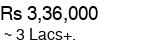 Rs 3,36,000
~ 3 Lacs+.